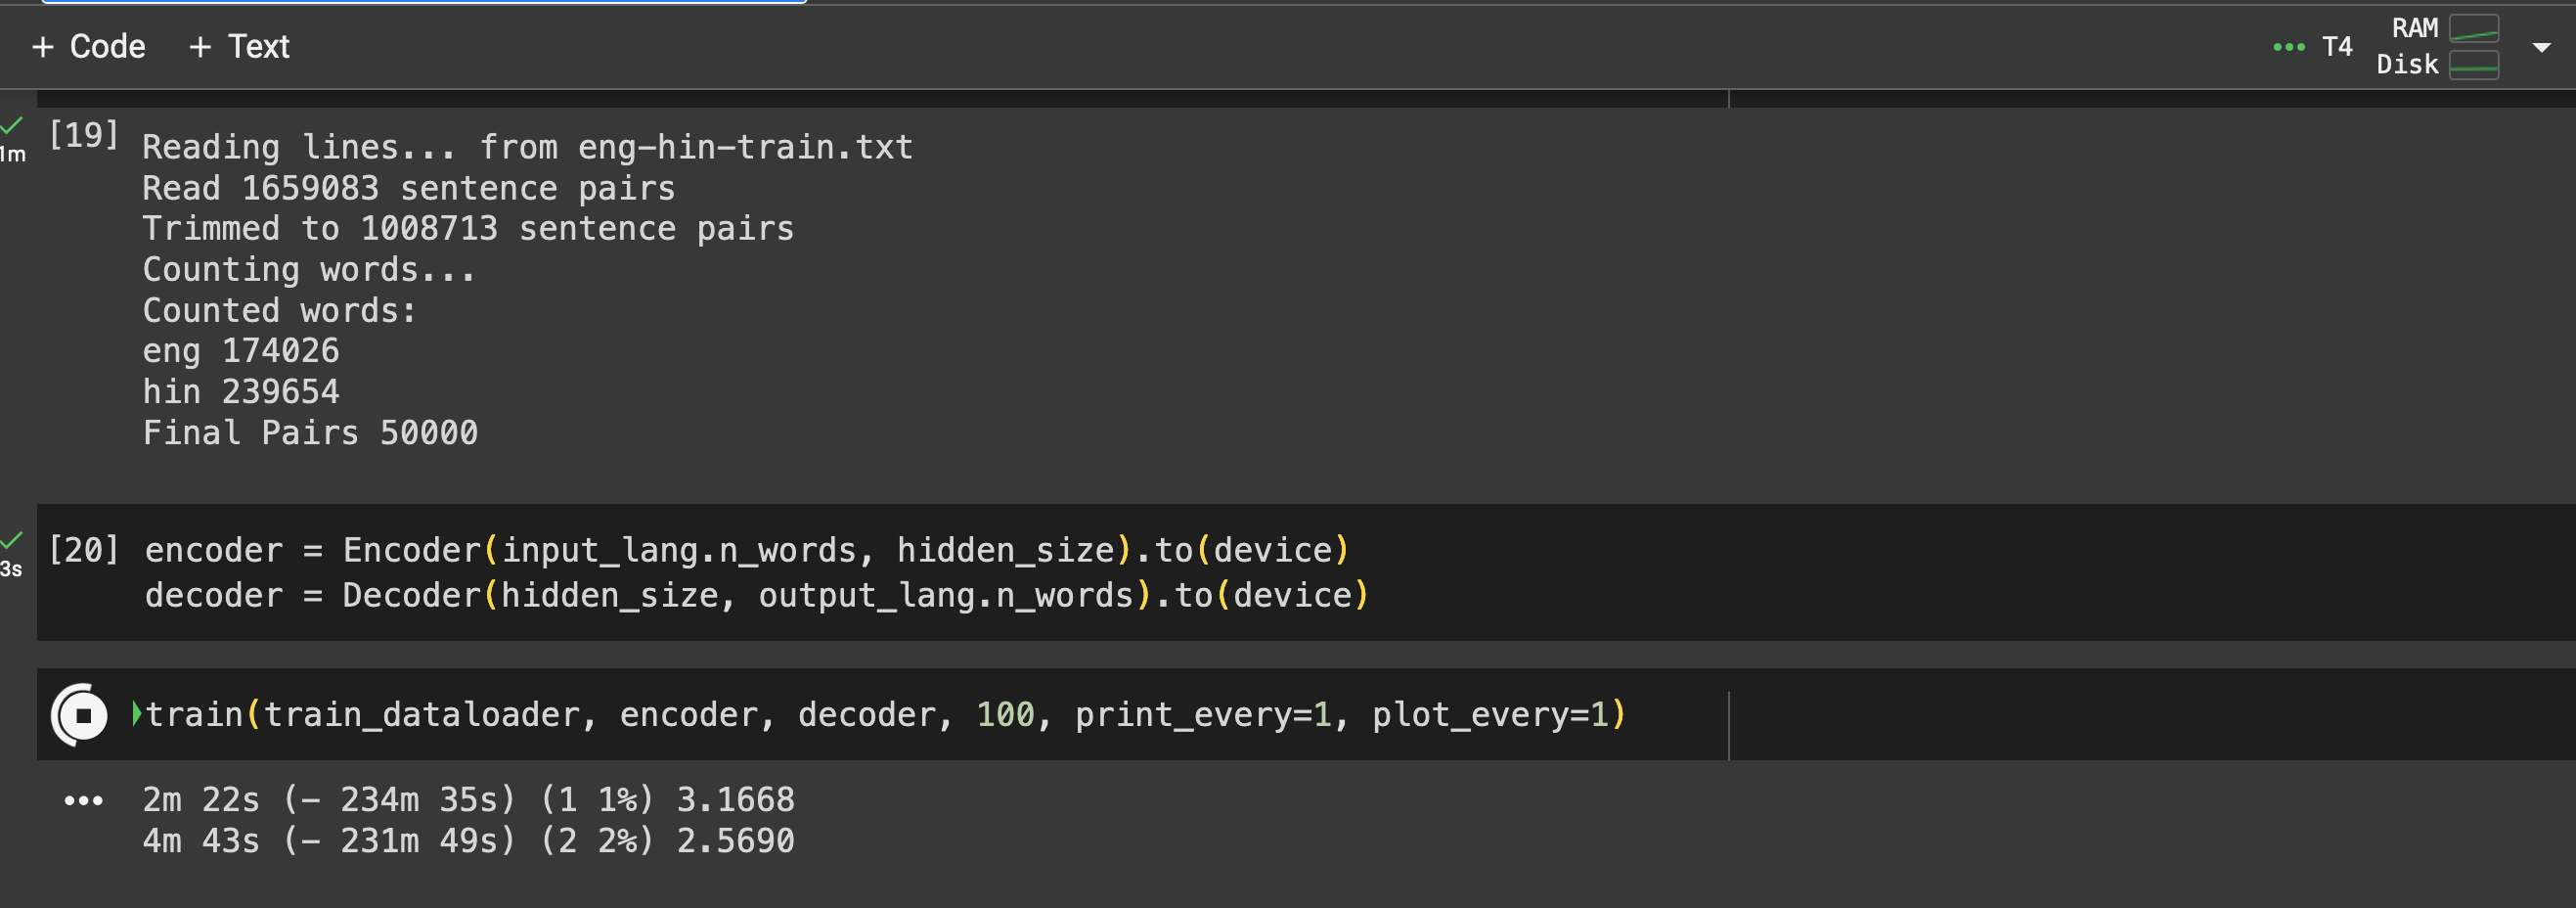 + Code + Text
T4
RAM
Disk
1m
[19]
Reading lines... from eng-hin-train.txt
Read 1659083 sentence pairs
Trimmed to 1008713 sentence pairs
Counting words...
Counted words:
eng 174026
hin 239654
Final Pairs 50000
3s
[20] encoder = Encoder(input_lang.n_words, hidden_size).to(device)
decoder = Decoder(hidden_size, output_lang.n_words).to(device)
train(train_dataloader, encoder, decoder, 100, print_every=1, plot_every=1)
2m 22s (- 234m 35s) (1 1%) 3.1668
4m 43s (- 231m 49s) (2 2%) 2.5690